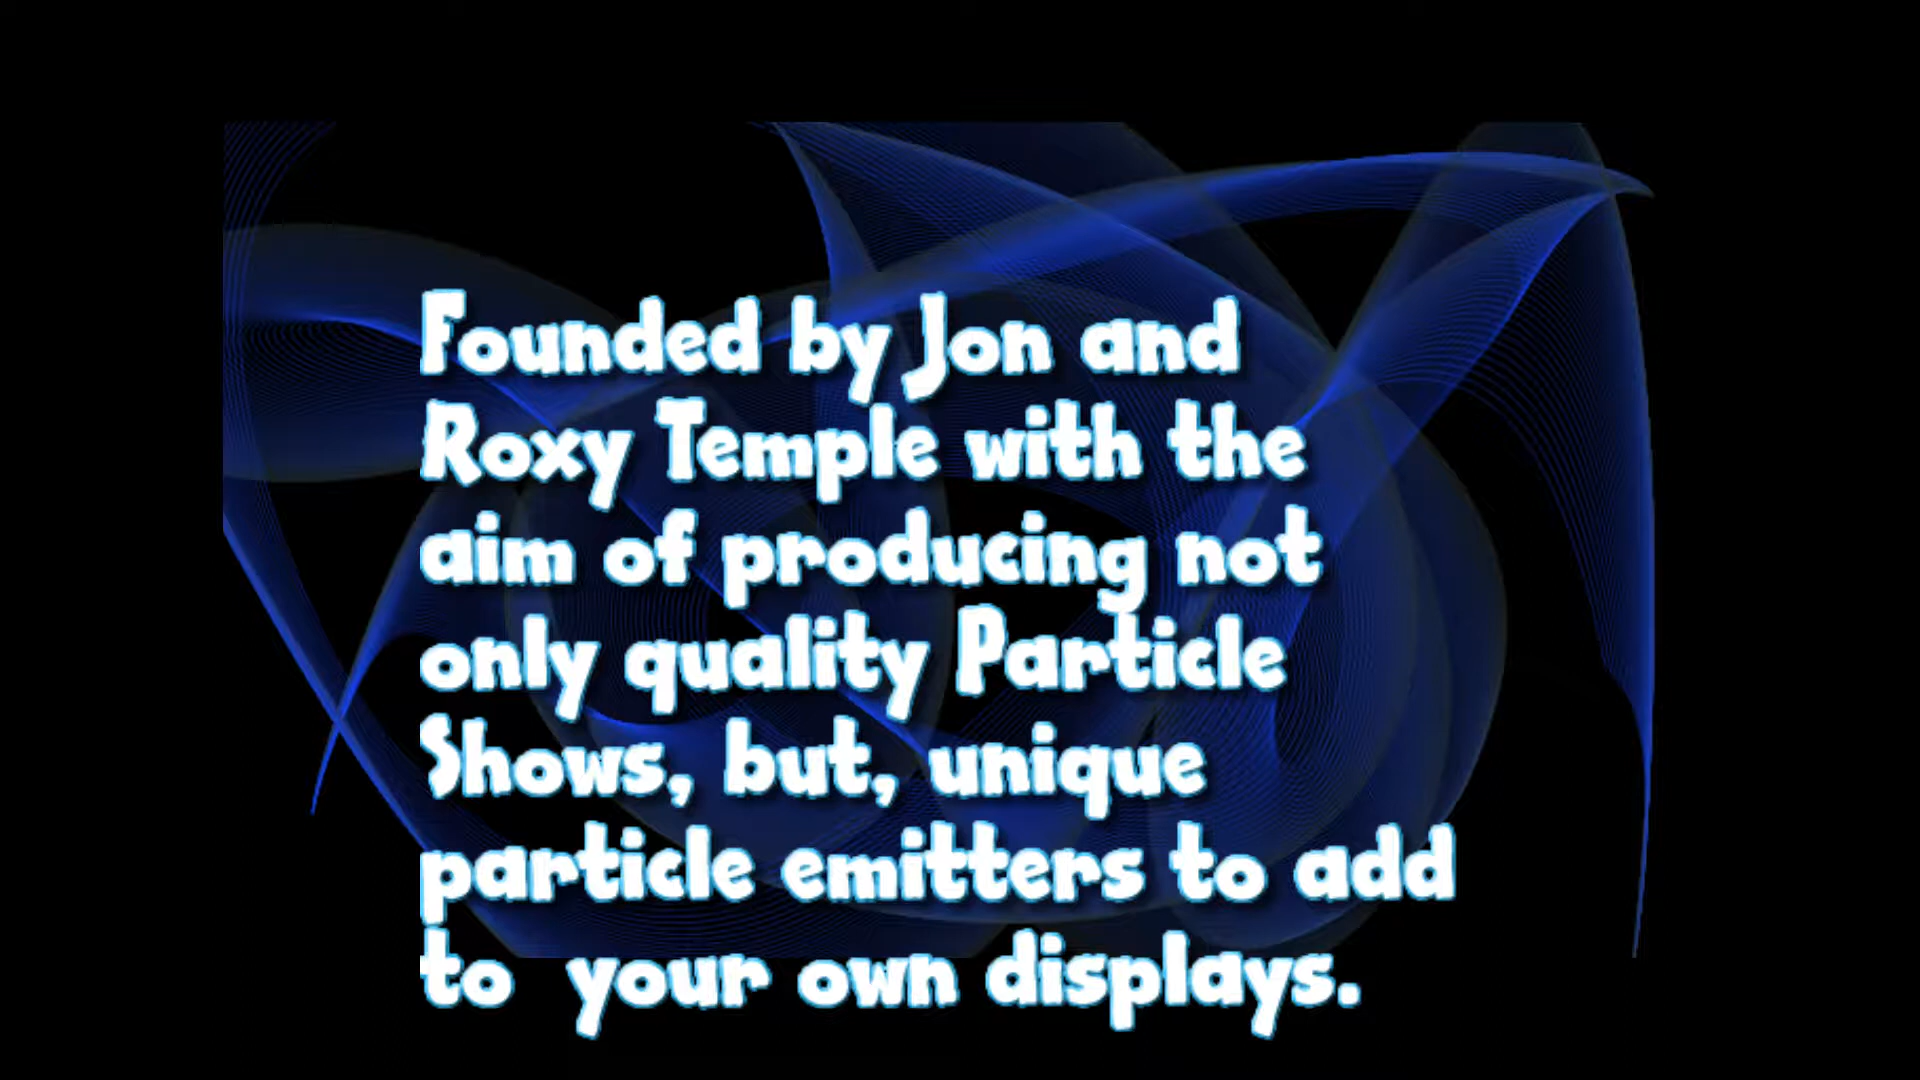 Founded by Jon and
Roxy Temple with the
aim of producing not
only quality Particle
Shows, but, unique
particle emitters to add
to  your own displays.